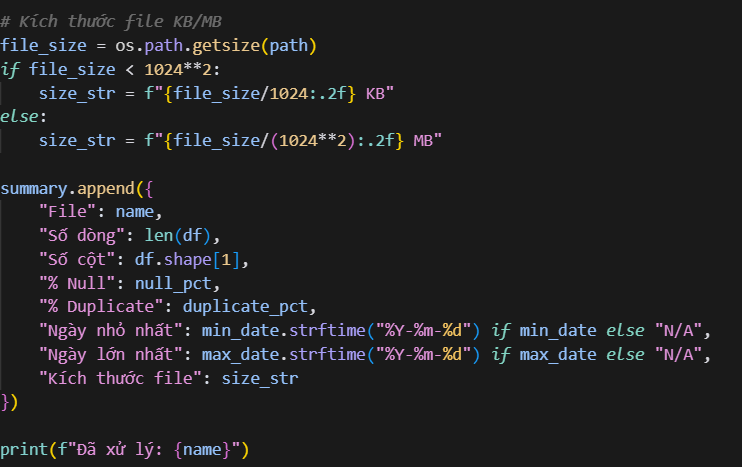 # Kích thước file KB/MB
file_size = os.path.getsize(path)
if file_size < 1024**2:
    size_str = f"{file_size/1024:.2f} KB"
else:
    size_str = f"{file_size/(1024**2):.2f} MB"

summary.append({
    "File": name,
    "Số dòng": len(df),
    "Số cột": df.shape[1],
    "% Null": null_pct,
    "% Duplicate": duplicate_pct,
    "Ngày nhỏ nhất": min_date.strftime("%Y-%m-%d") if min_date else "N/A",
    "Ngày lớn nhất": max_date.strftime("%Y-%m-%d") if max_date else "N/A",
    "Kích thước file": size_str
})

print(f"Đã xử lý: {name}")